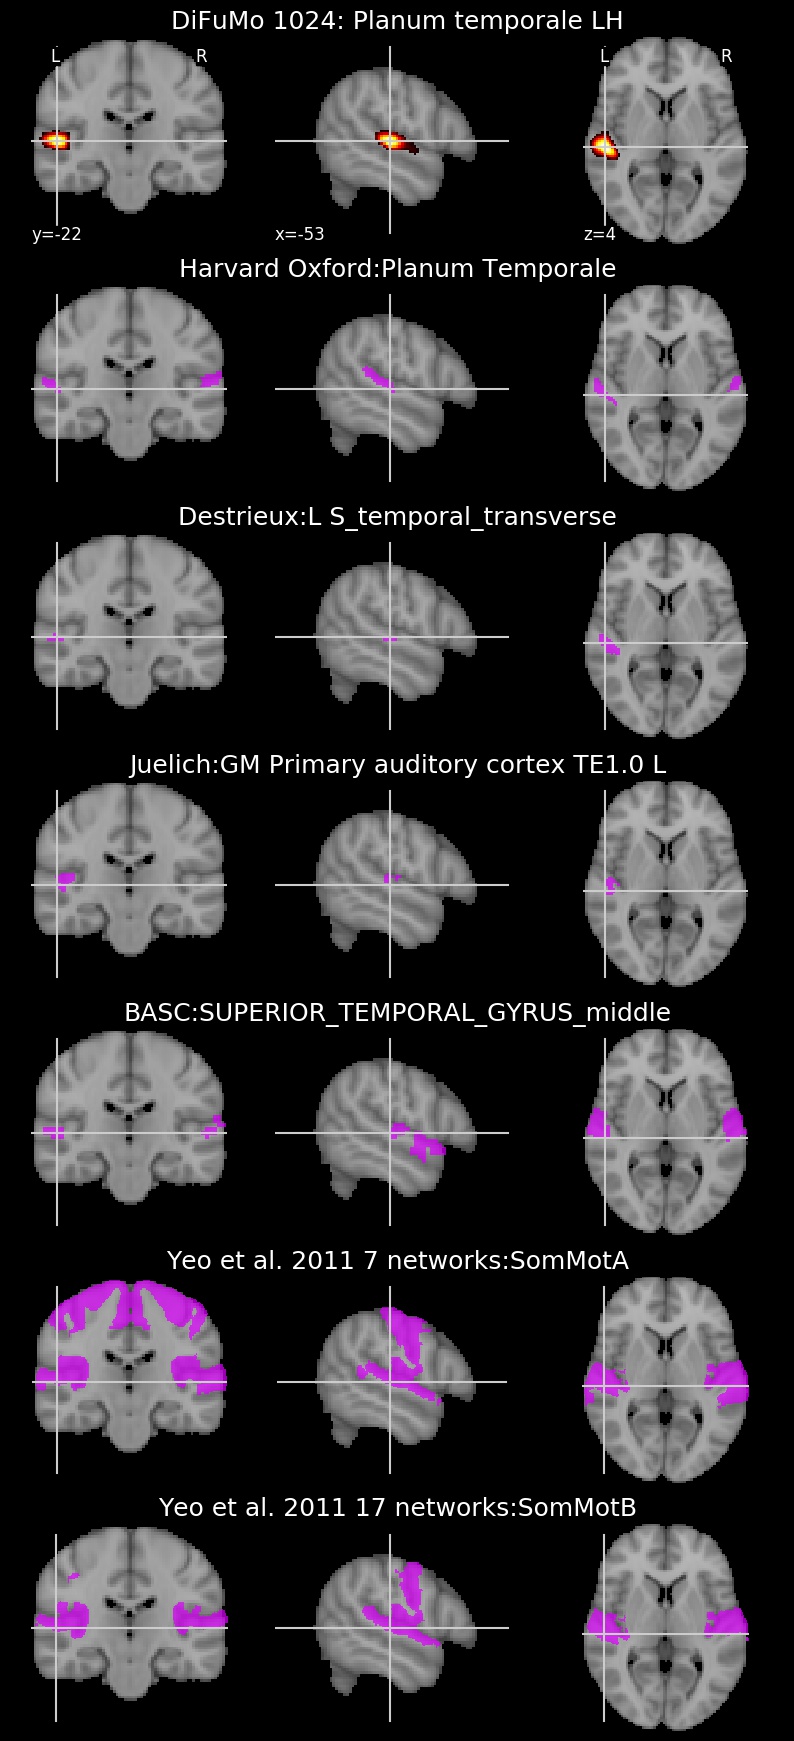 DiFuMo 1024: Planum temporale LH
L R L R
y=-22 x=-53 z=4
Harvard Oxford:Planum Temporale
Destrieux:L S_temporal_transverse
Juelich:GM Primary auditory cortex TE1.0 L
BASC:SUPERIOR_TEMPORAL_GYRUS_middle
Yeo et al. 2011 7 networks:SomMotA
Yeo et al. 2011 17 networks:SomMotB